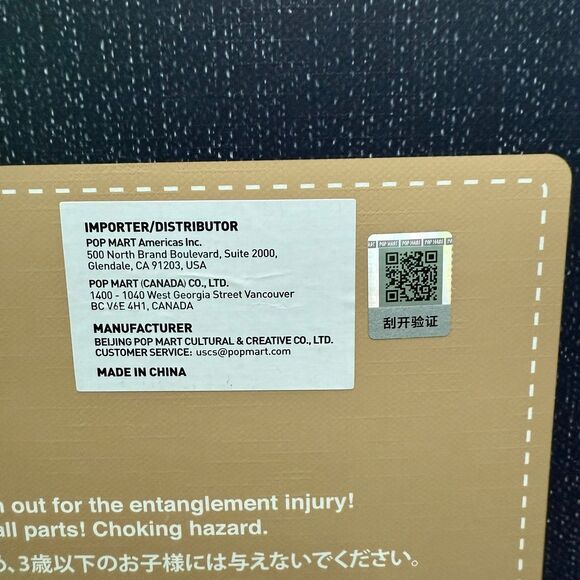 IMPORTER/DISTRIBUTOR
POP MART Americas Inc.
500 North Brand Boulevard, Suite 2000,
Glendale, CA 91203, USA
POP MART (CANADA) CO., LTD.
1400 - 1040 West Georgia Street Vancouver
BC V6E 4H1, CANADA
MANUFACTURER
BEIJING POP MART CULTURAL & CREATIVE CO., LTD.
CUSTOMER SERVICE: uscs@popmart.com
MADE IN CHINA
POP MART POP MART
刮开验证
out for the entanglement injury!
all parts! Choking hazard.
、3歳以下のお子様には与えないでください。